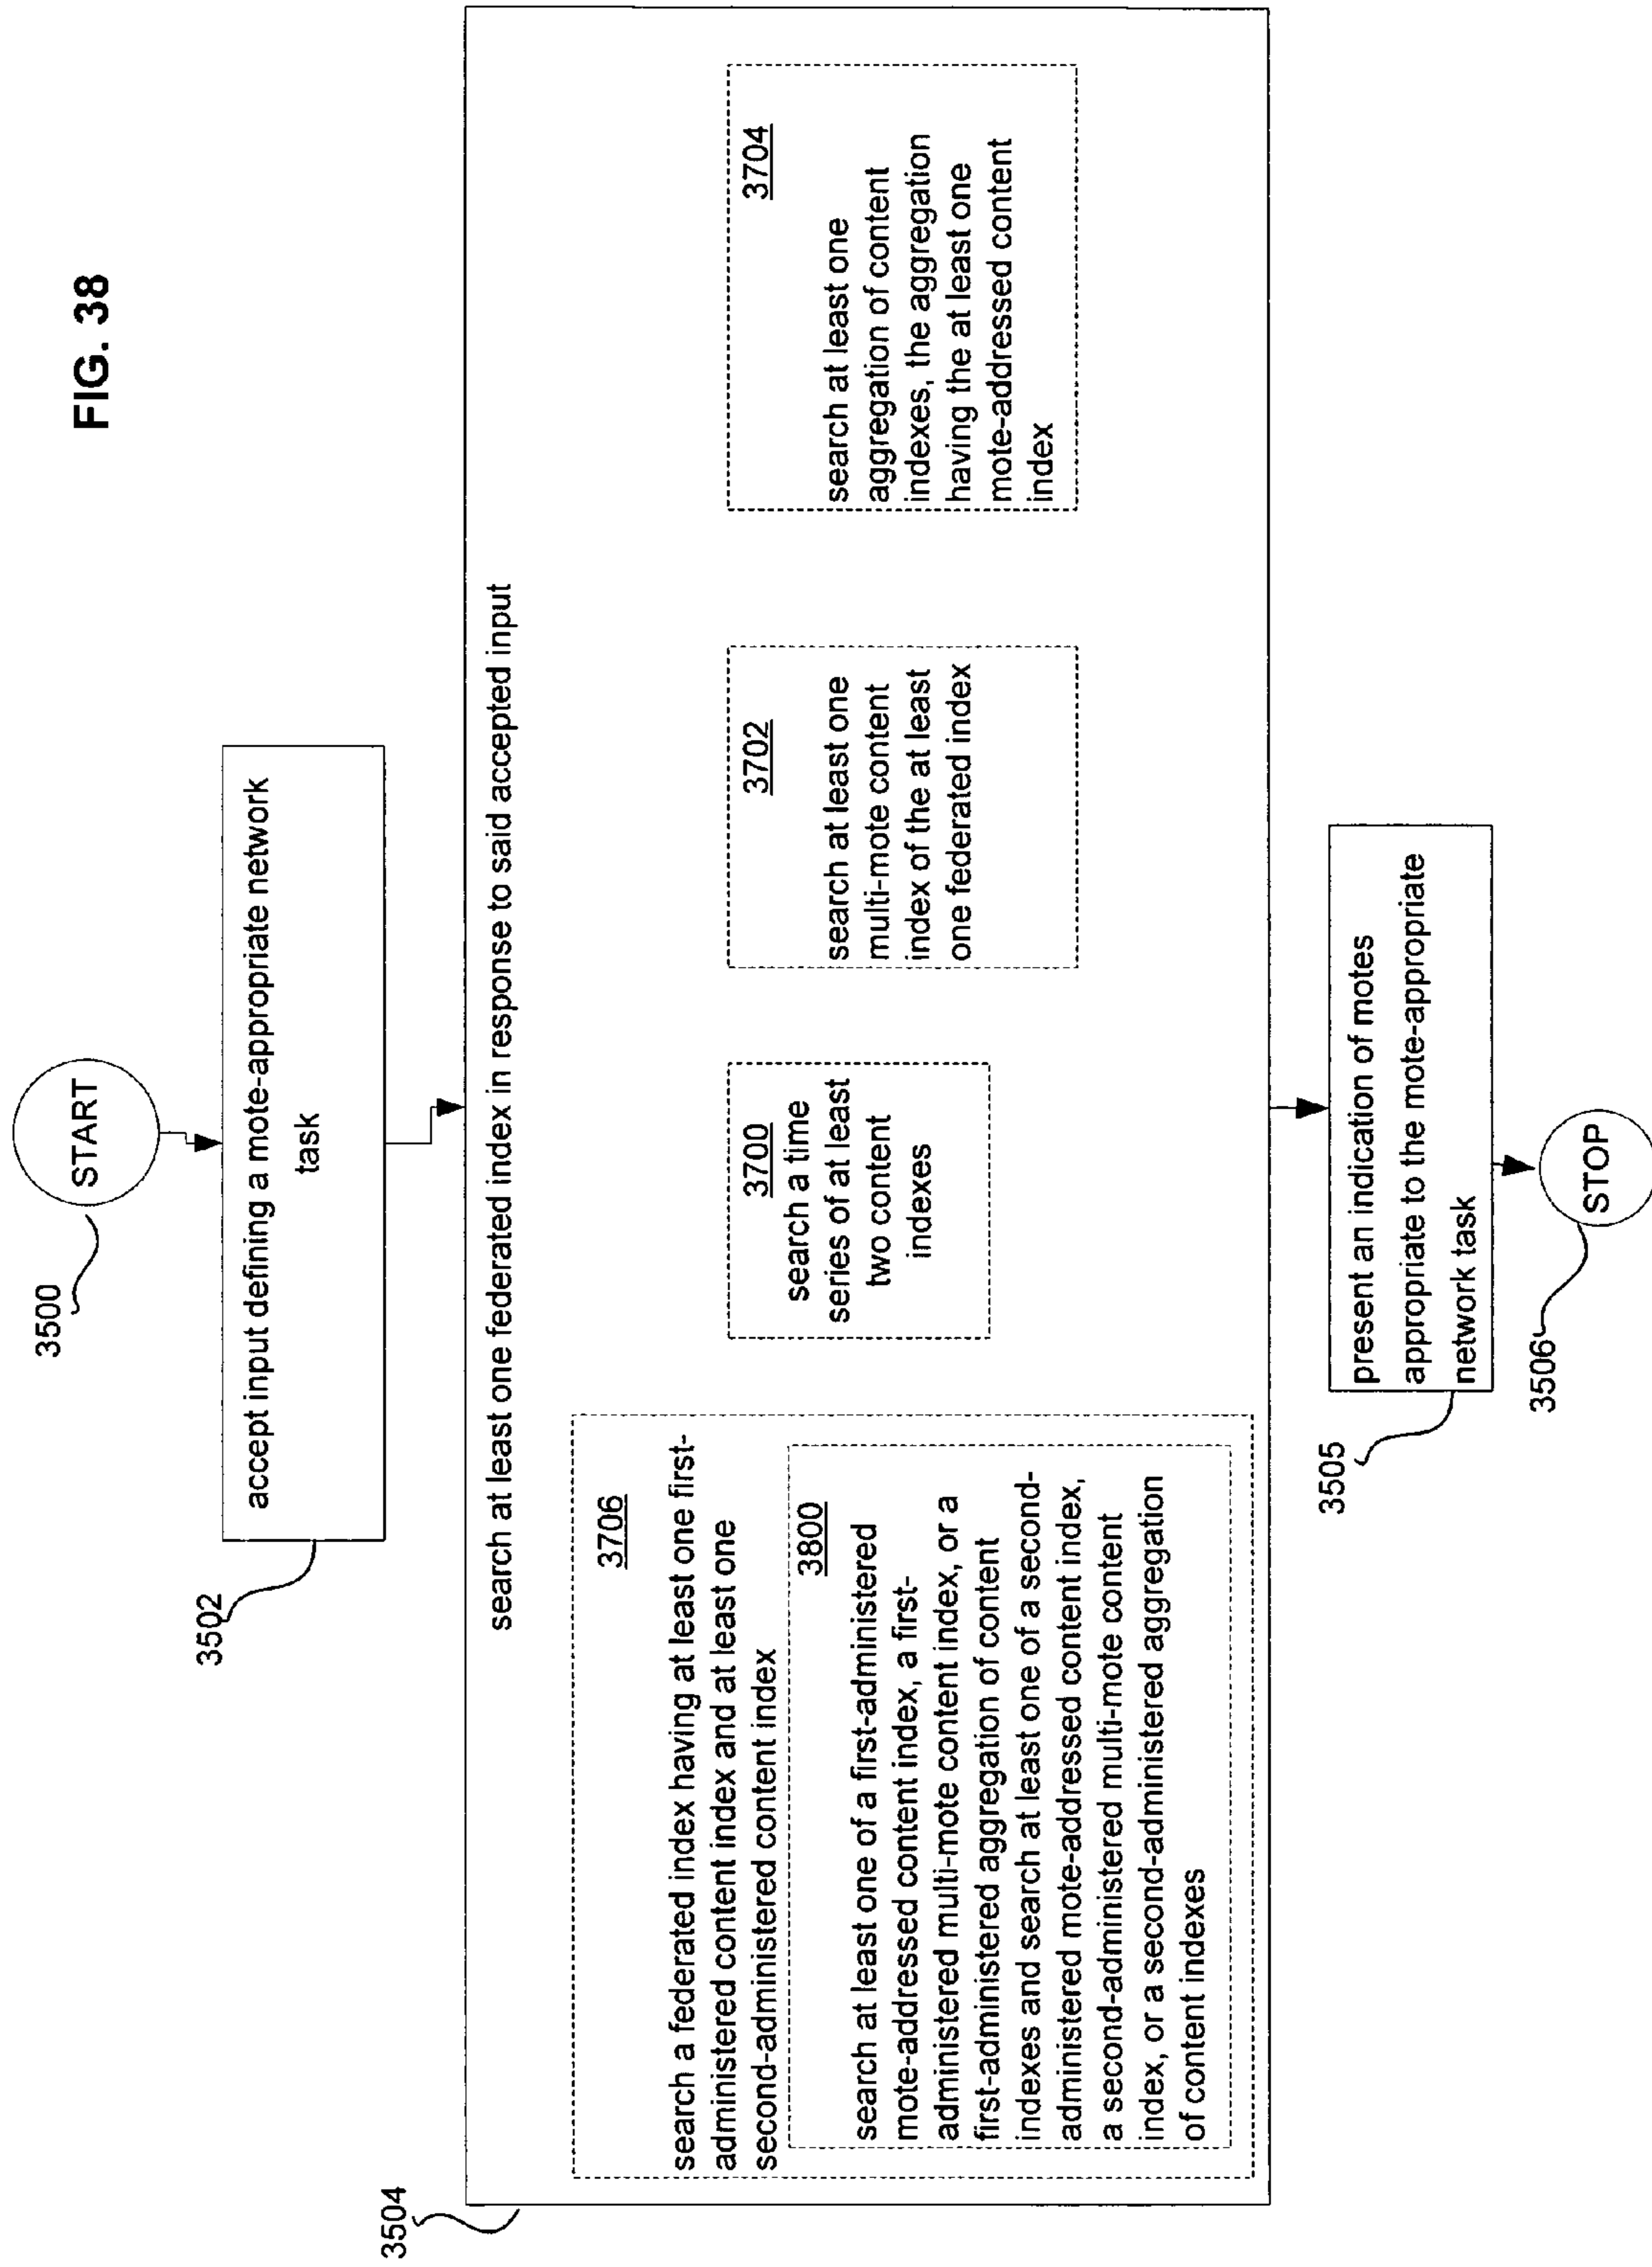 FIG. 38
3500
START
3502
accept input defining a mote-appropriate network
task
3504
search at least one federated index in response to said accepted input
3706
search a federated index having at least one first-
administered content index and at least one
second-administered content index
3800
search at least one of a first-administered
mote-addressed content index, a first-
administered multi-mote content index, or a
first-administered aggregation of content
indexes and search at least one of a second-
administered mote-addressed content index,
a second-administered multi-mote content
index, or a second-administered aggregation
of content indexes
3700
search a time
series of at least
two content
indexes
3702
search at least one
multi-mote content
index of the at least
one federated index
3704
search at least one
aggregation of content
indexes, the aggregation
having the at least one
mote-addressed content
index
3505
present an indication of motes
appropriate to the mote-appropriate
network task
3506
STOP